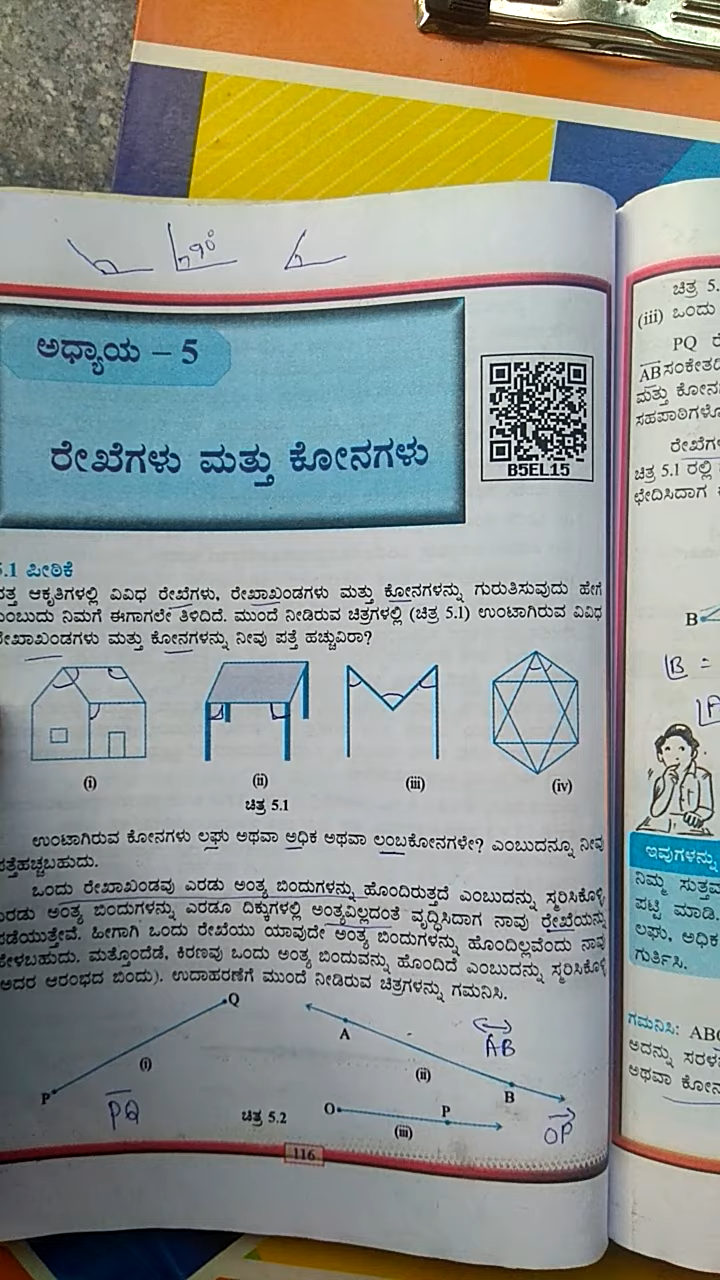 90°
ಅಧ್ಯಾಯ – 5
ರೇಖೆಗಳು ಮತ್ತು ಕೋನಗಳು
B5EL15
5.1 ಪೀಠಿಕೆ
ದತ್ತ ಆಕೃತಿಗಳಲ್ಲಿ ವಿವಿಧ ರೇಖೆಗಳು, ರೇಖಾಖಂಡಗಳು ಮತ್ತು ಕೋನಗಳನ್ನು ಗುರುತಿಸುವುದು ಹೇಗೆ
ಎಂಬುದು ನಿಮಗೆ ಈಗಾಗಲೇ ತಿಳಿದಿದೆ. ಮುಂದೆ ನೀಡಿರುವ ಚಿತ್ರಗಳಲ್ಲಿ (ಚಿತ್ರ 5.1) ಉಂಟಾಗಿರುವ ವಿವಿಧ
ರೇಖಾಖಂಡಗಳು ಮತ್ತು ಕೋನಗಳನ್ನು ನೀವು ಪತ್ತೆ ಹಚ್ಚುವಿರಾ?
(i)
(ii)
(iii)
(iv)
ಚಿತ್ರ 5.1
ಉಂಟಾಗಿರುವ ಕೋನಗಳು ಲಘು ಅಥವಾ ಅಧಿಕ ಅಥವಾ ಲಂಬಕೋನಗಳೇ? ಎಂಬುದನ್ನೂ ನೀವು
ಪತ್ತೆಹಚ್ಚಬಹುದು.
ಒಂದು ರೇಖಾಖಂಡವು ಎರಡು ಅಂತ್ಯ ಬಿಂದುಗಳನ್ನು ಹೊಂದಿರುತ್ತದೆ ಎಂಬುದನ್ನು ಸ್ಮರಿಸಿಕೊಳ್ಳಿ
ಎರಡು ಅಂತ್ಯ ಬಿಂದುಗಳನ್ನು ಎರಡೂ ದಿಕ್ಕುಗಳಲ್ಲಿ ಅಂತ್ಯವಿಲ್ಲದಂತೆ ವೃದ್ಧಿಸಿದಾಗ ನಾವು ರೇಖೆಯನ್ನು
ಪಡೆಯುತ್ತೇವೆ. ಹೀಗಾಗಿ ಒಂದು ರೇಖೆಯು ಯಾವುದೇ ಅಂತ್ಯ ಬಿಂದುಗಳನ್ನು ಹೊಂದಿಲ್ಲವೆಂದು ನಾವು
ಹೇಳಬಹುದು. ಮತ್ತೊಂದೆಡೆ, ಕಿರಣವು ಒಂದು ಅಂತ್ಯ ಬಿಂದುವನ್ನು ಹೊಂದಿದೆ ಎಂಬುದನ್ನು ಸ್ಮರಿಸಿಕೊಳ್ಳಿ
(ಅದರ ಆರಂಭದ ಬಿಂದು). ಉದಾಹರಣೆಗೆ ಮುಂದೆ ನೀಡಿರುವ ಚಿತ್ರಗಳನ್ನು ಗಮನಿಸಿ.
Q
P
(i)
PQ
A
B
(ii)
AB
O
P
(iii)
OP
ಚಿತ್ರ 5.2
116
ಚಿತ್ರ 5.
(iii) ಒಂದು
PQ
AB ಸಂಕೇತ
ಮತ್ತು ಕೋನ
ಸಹಪಾಠಿಗಳೊ
ರೇಖೆಗ
ಚಿತ್ರ 5.1 ರಲ್ಲಿ
ಛೇದಿಸಿದಾಗ
B
B =
ಇವುಗಳನ್ನು
ನಿಮ್ಮ ಸುತ್ತಮ
ಪಟ್ಟಿ ಮಾಡಿ.
ಲಘು, ಅಧಿಕ
ಗುರ್ತಿಸಿ.
ಗಮನಿಸಿ: ABC
ಅದನ್ನು ಸರಳ
ಅಥವಾ ಕೋನ